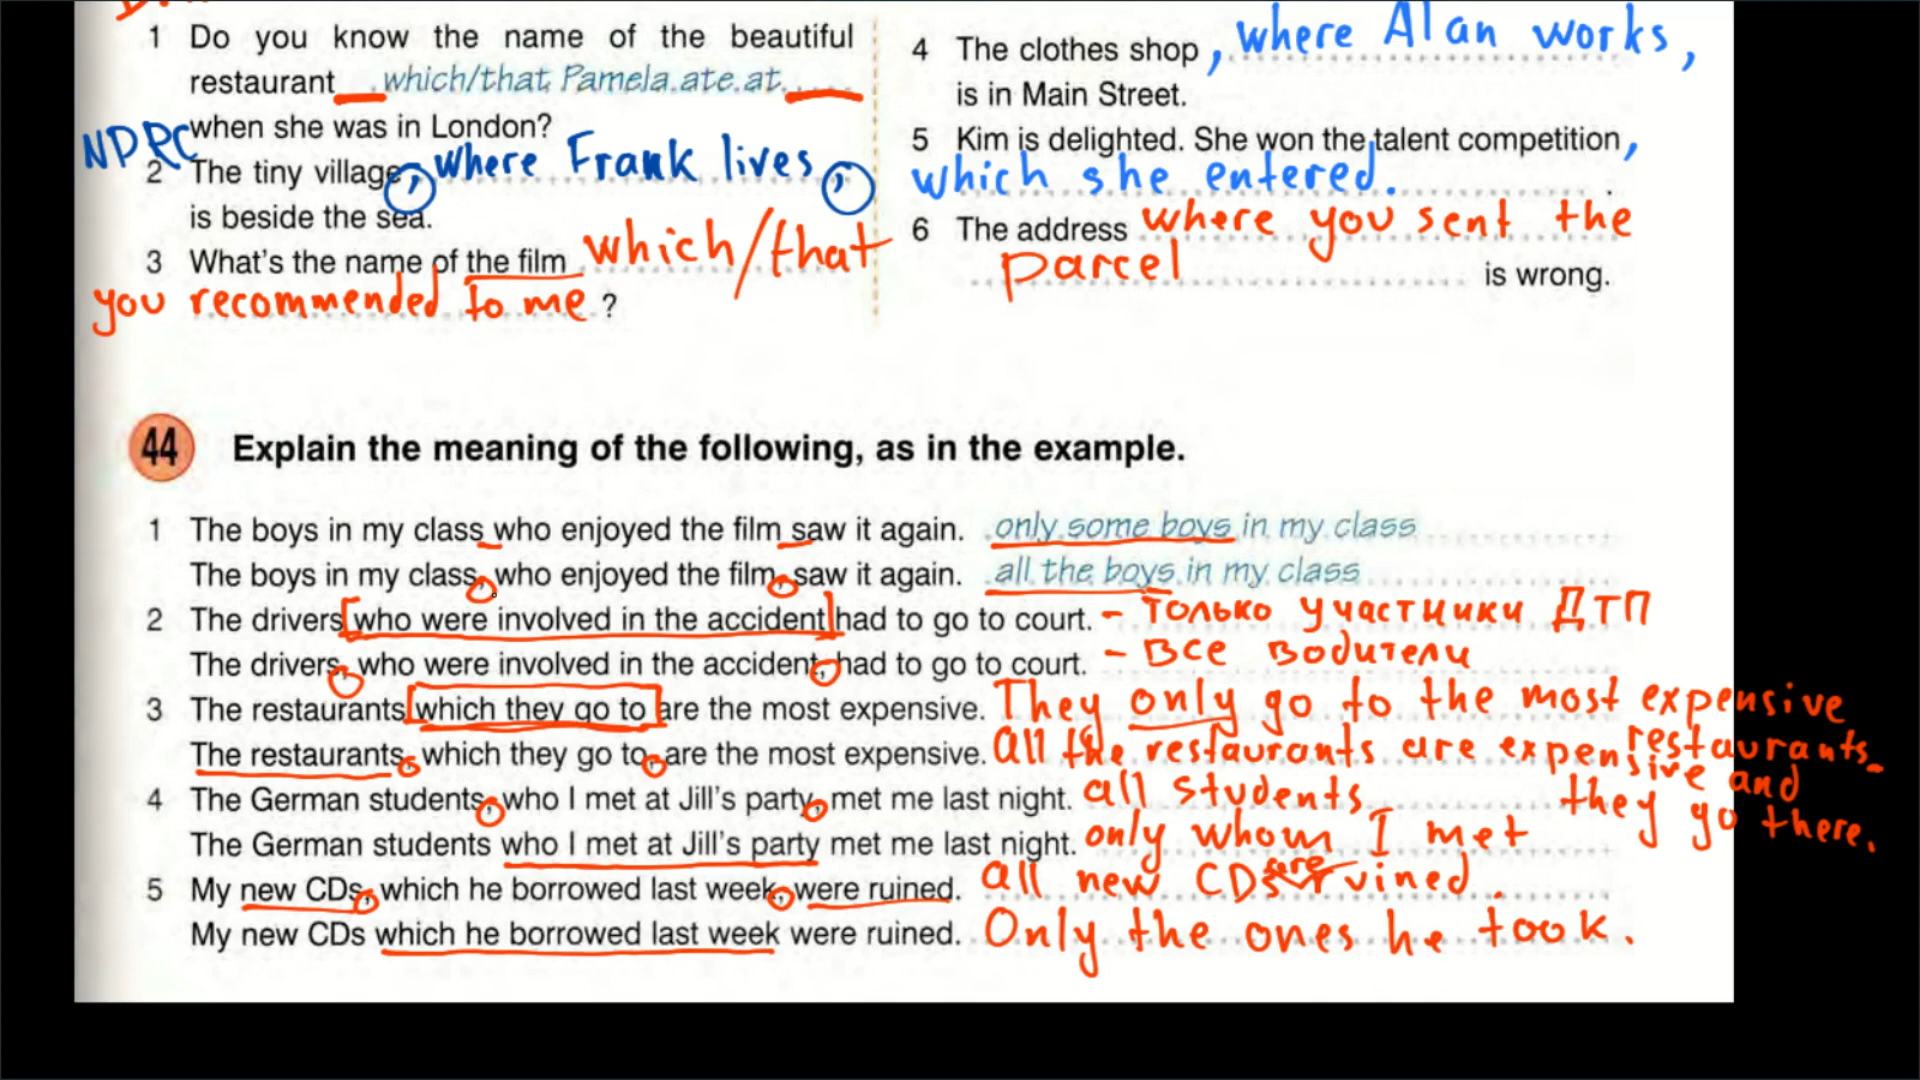 1 Do you know the name of the beautiful
restaurant which/that Pamela ate at
when she was in London?
NDRC
2 The tiny village, where Frank lives,
is beside the sea.
3 What's the name of the film which/that
you recommended to me ?
4 The clothes shop, where Alan works,
is in Main Street.
5 Kim is delighted. She won the talent competition,
which she entered.
6 The address where you sent the
parcel is wrong.
44 Explain the meaning of the following, as in the example.
1 The boys in my class who enjoyed the film saw it again. only some boys in my class
The boys in my class, who enjoyed the film, saw it again. all the boys in my class
2 The drivers [who were involved in the accident] had to go to court. - только участники ДТП
The drivers, who were involved in the accident, had to go to court. - все водители
3 The restaurants [which they go to] are the most expensive. They only go to the most expensive restaurants.
The restaurants, which they go to, are the most expensive. all the restaurants are expensive and they go there.
4 The German students, who I met at Jill's party, met me last night. all students
The German students who I met at Jill's party met me last night. only whom I met
5 My new CDs, which he borrowed last week, were ruined. all new CDs are ruined.
My new CDs which he borrowed last week were ruined. Only the ones he took.